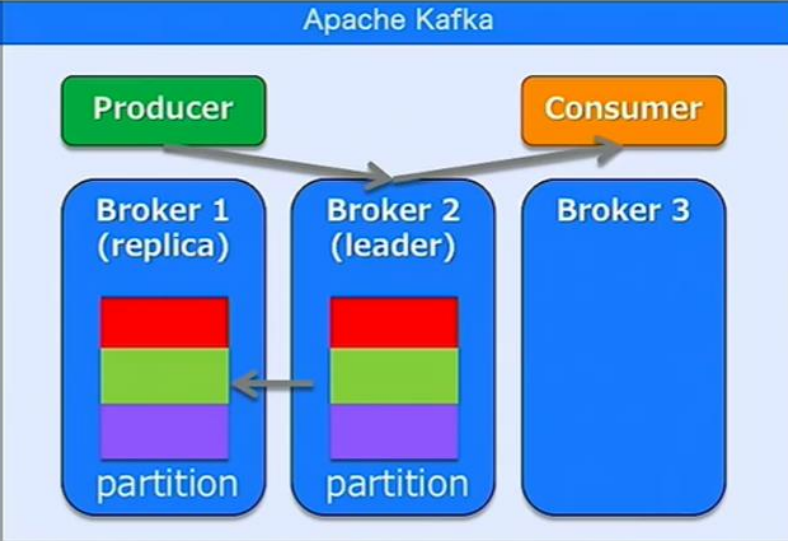 Apache Kafka
Producer
Consumer
Broker 1
(replica)
partition
Broker 2
(leader)
partition
Broker 3